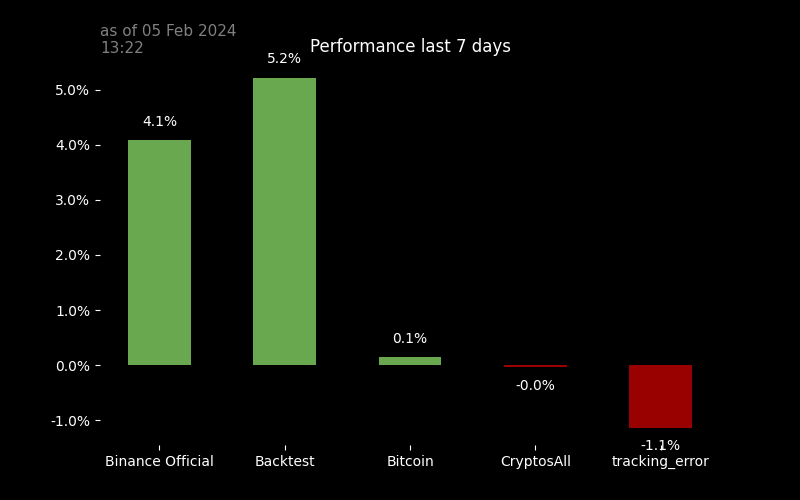 as of 05 Feb 2024
13:22
Performance last 7 days
5.2%
4.1%
0.1%
-0.0%
-1.1%
5.0%
4.0%
3.0%
2.0%
1.0%
0.0%
-1.0%
Binance Official
Backtest
Bitcoin
CryptosAll
tracking_error